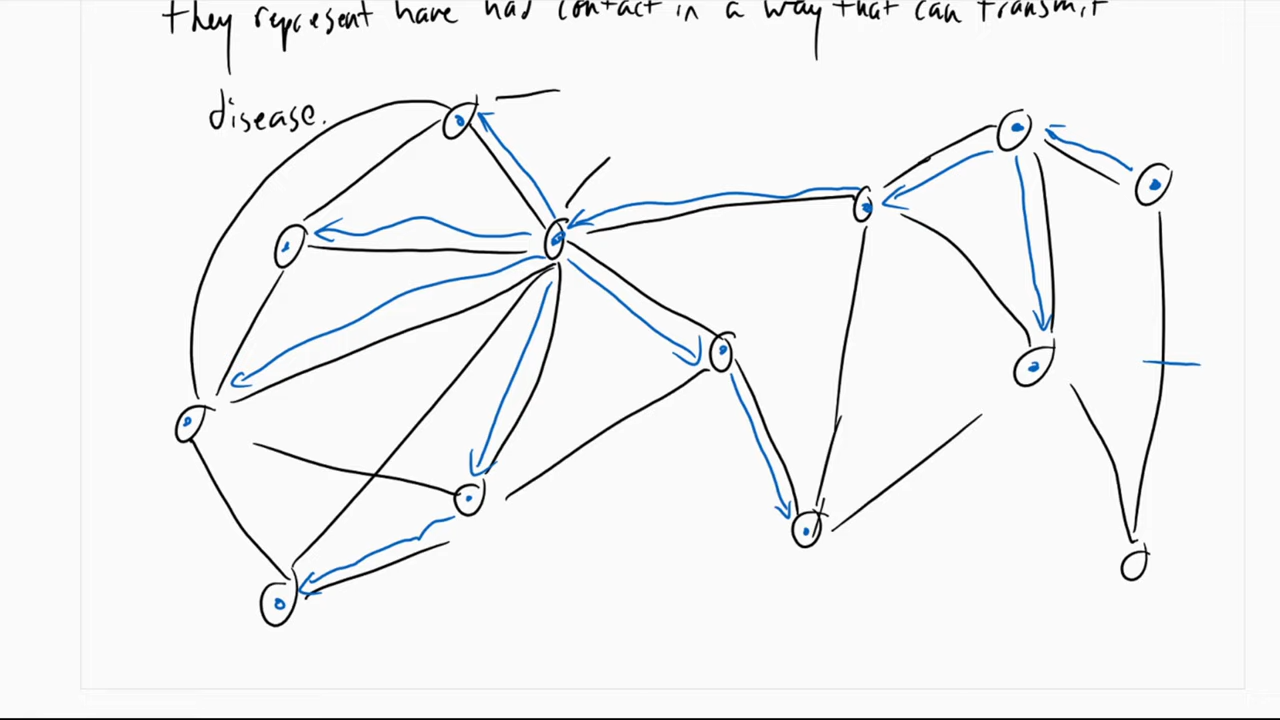 they represent have had contact in a way that can transmit
disease.